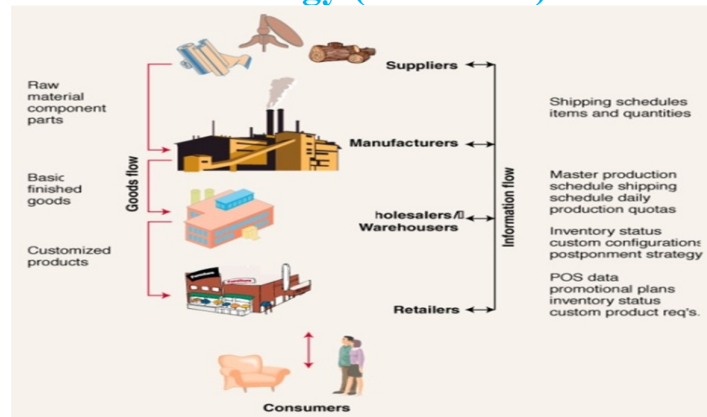 Suppliers
Raw
material
component
parts
Shipping schedules
items and quantities
Manufacturers
Goods flow
Information flow
Basic
finished
goods
Master production
schedule shipping
schedule daily
production quotas
holesalers/
Warehousers
Inventory status
custom configurations
postponment strategy
Customized
products
POS data
promotional plans
inventory status
custom product req's.
Retailers
Consumers